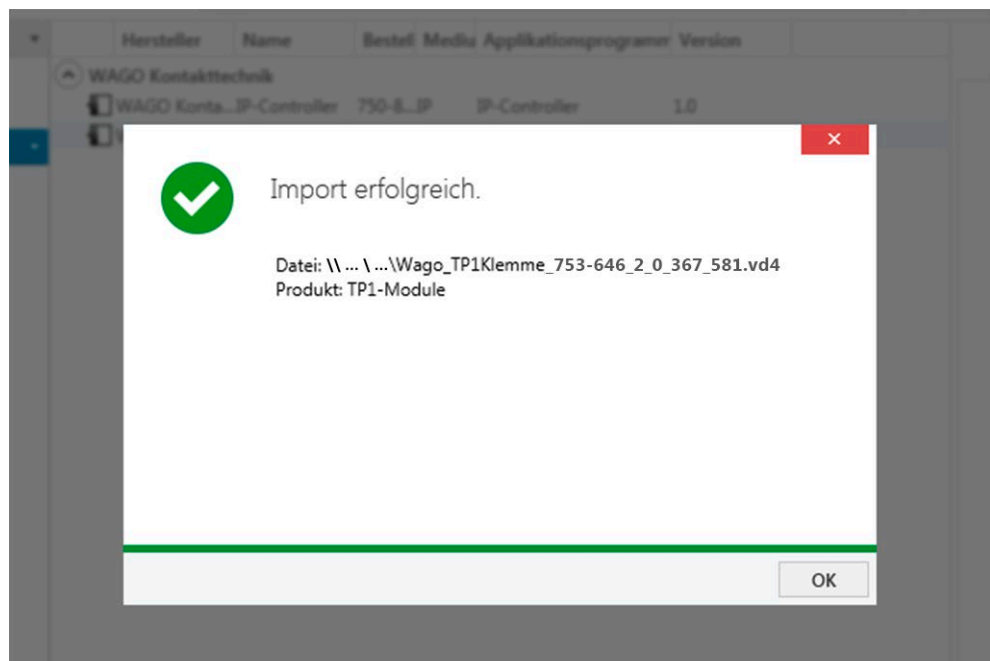 Hersteller Name Bestell Mediu Applikationsprogramm Version
WAGO Kontakttechnik
WAGO Konta...IP-Controller 750-8...IP IP-Controller 1.0
Import erfolgreich.
Datei: \\ ... \ ...\Wago_TP1Klemme_753-646_2_0_367_581.vd4
Produkt: TP1-Module
OK